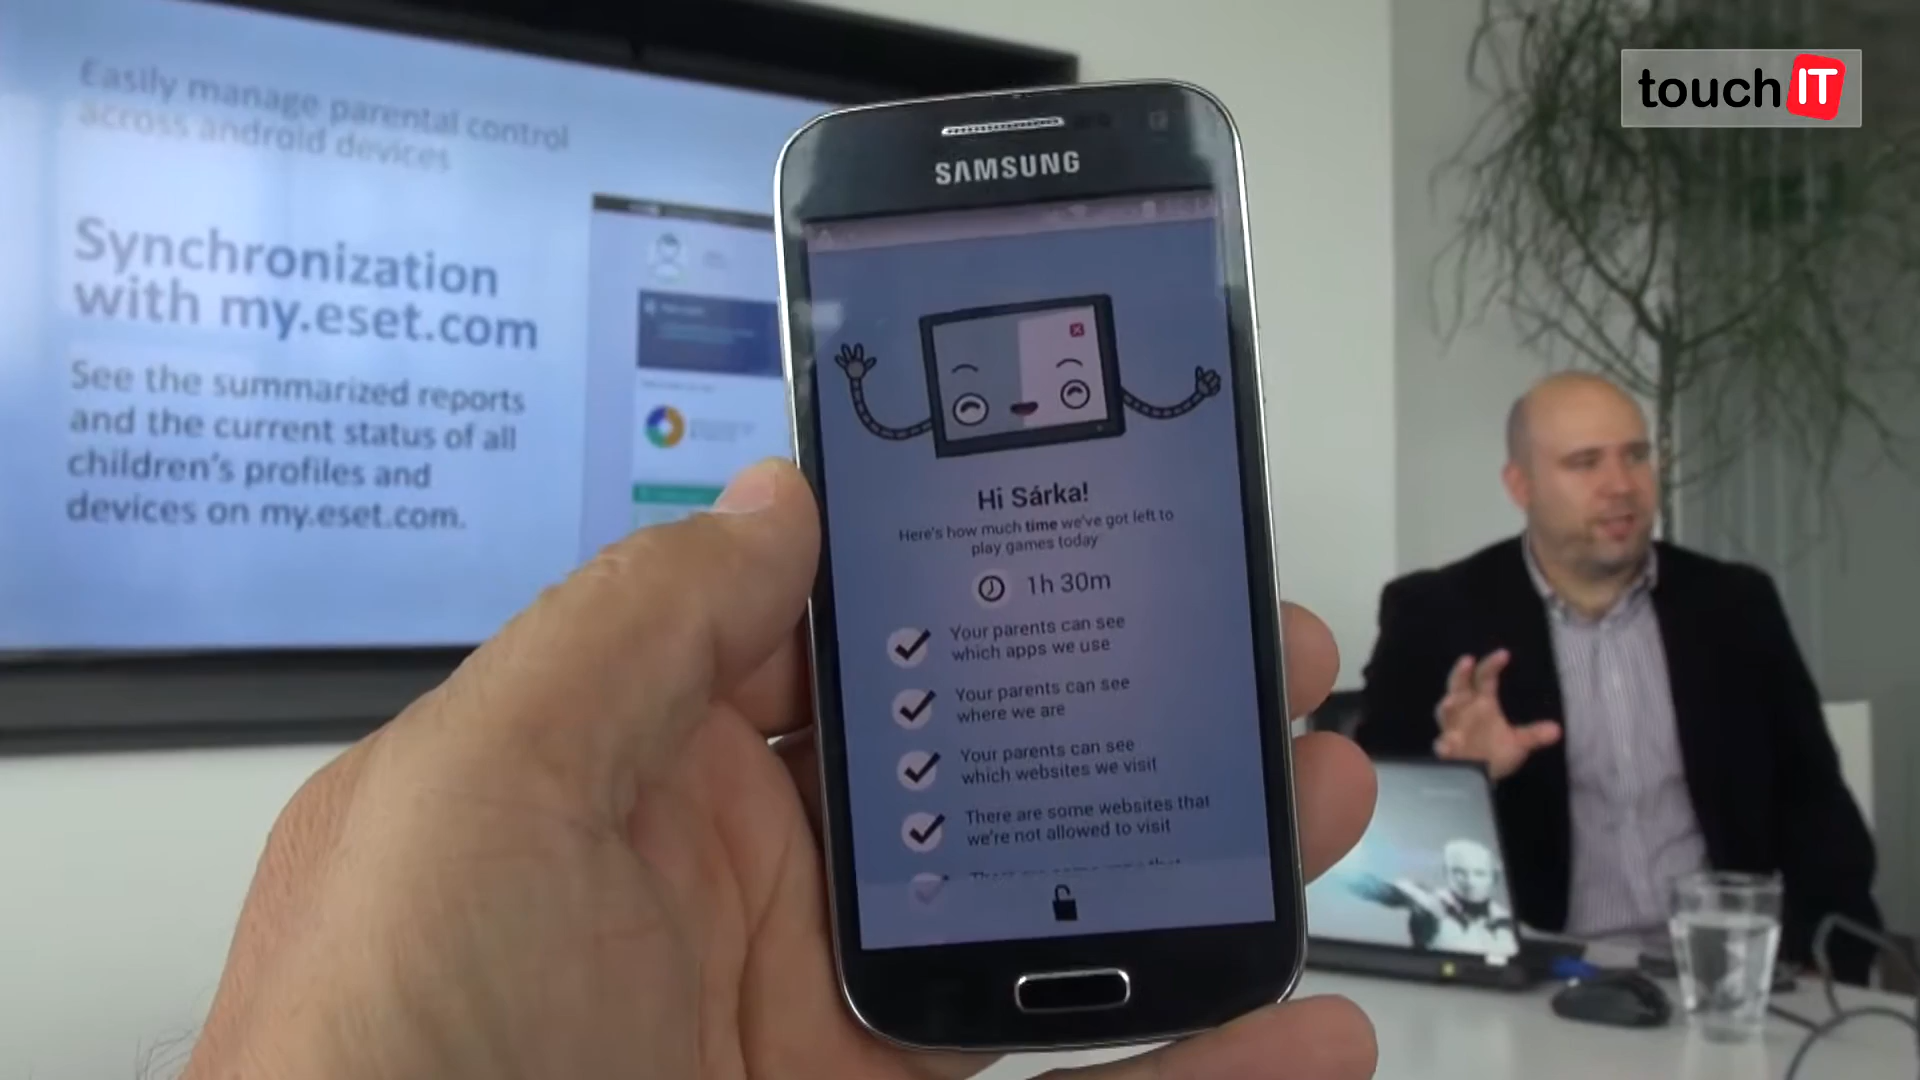 Easily manage parental control
across android devices
Synchronization
with my.eset.com
See the summarized reports
and the current status of all
children's profiles and
devices on my.eset.com.
touchIT
SAMSUNG
Hi Sárka!
Here's how much time we've got left to
play games today
1h 30m
Your parents can see
which apps we use
Your parents can see
where we are
Your parents can see
which websites we visit
There are some websites that
we're not allowed to visit